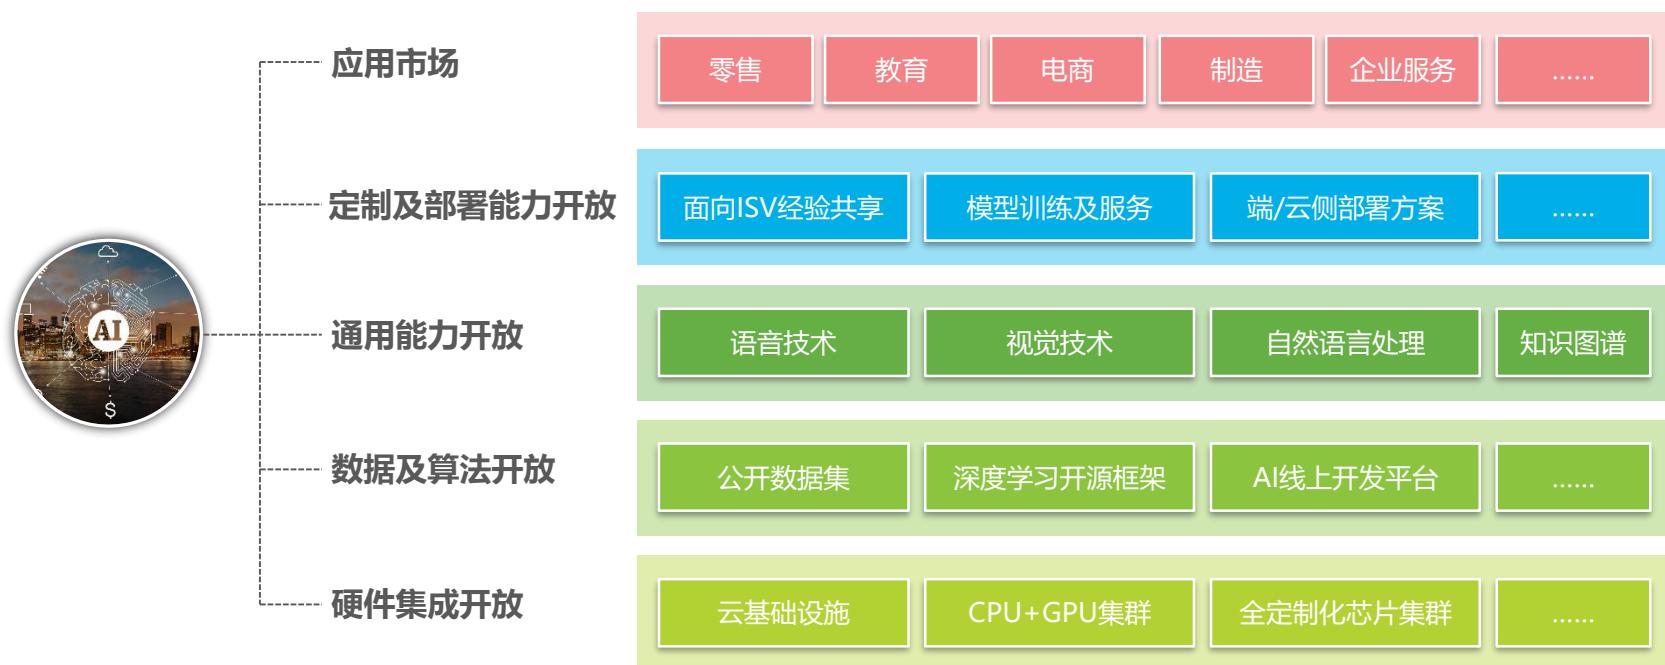 应用市场
零售 教育 电商 制造 企业服务 ……
定制及部署能力开放
面向ISV经验共享 模型训练及服务 端/云侧部署方案 ……
AI
$
通用能力开放
语音技术 视觉技术 自然语言处理 知识图谱
数据及算法开放
公开数据集 深度学习开源框架 AI线上开发平台 ……
硬件集成开放
云基础设施 CPU+GPU集群 全定制化芯片集群 ……